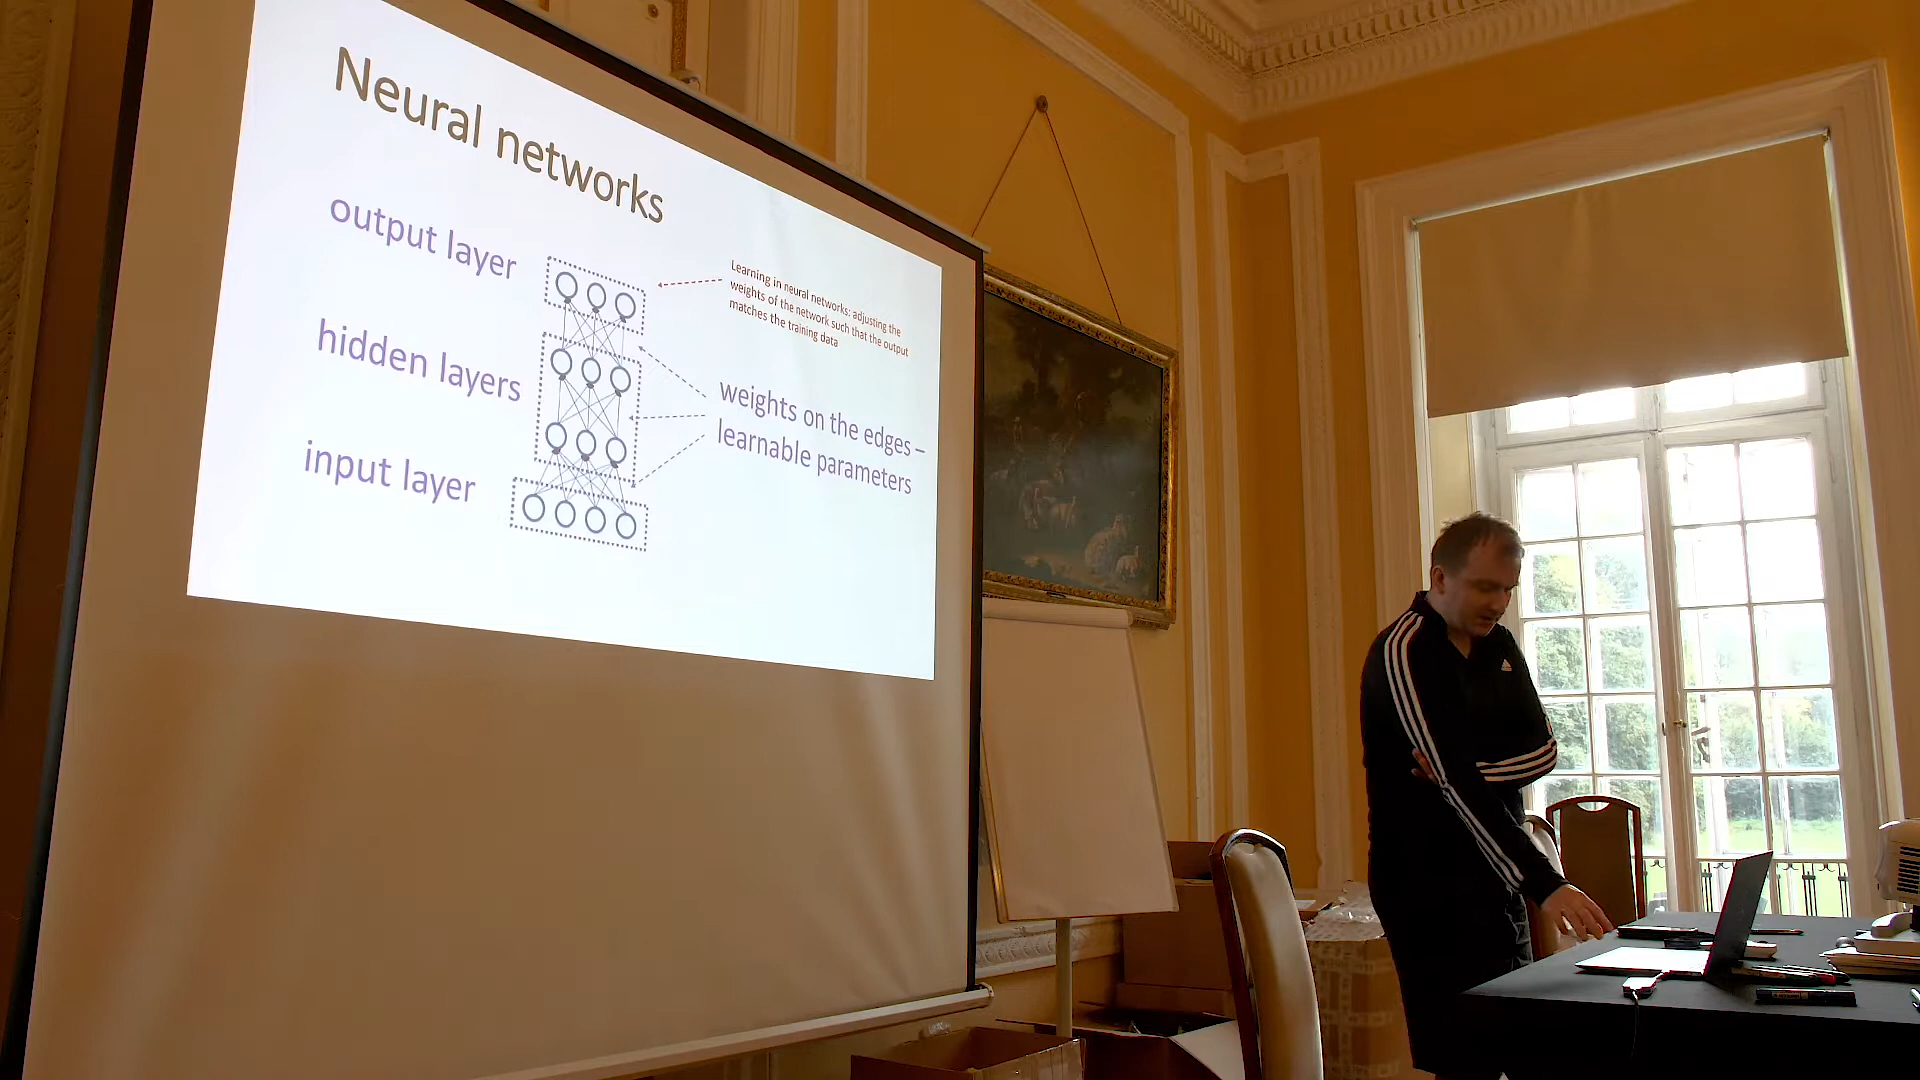 Neural networks
output layer
hidden layers
input layer
Learning in neural networks: adjusting the
weights of the network such that the output
matches the training data
weights on the edges –
learnable parameters